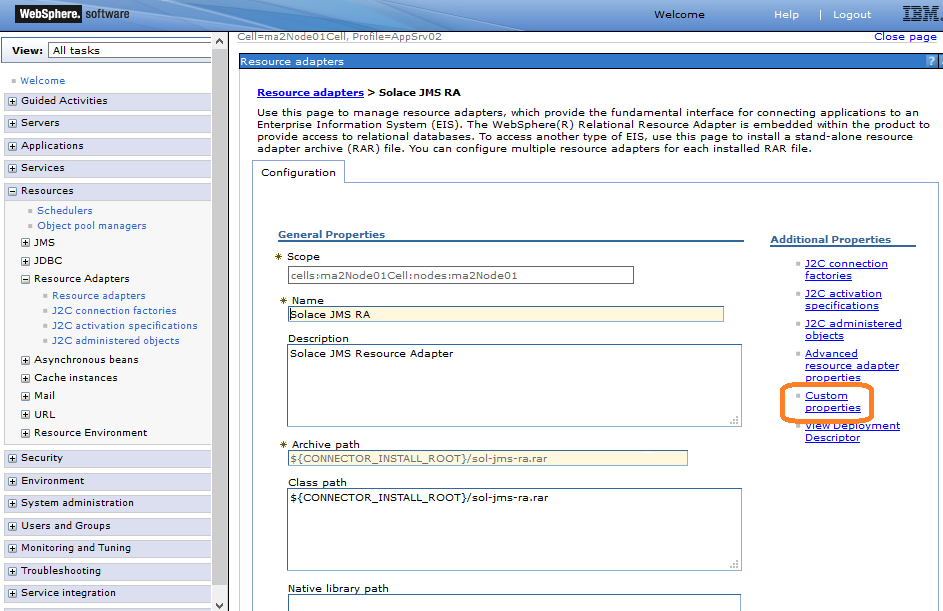 WebSphere. software
Welcome Help | Logout IBM
View: All tasks
Welcome
Guided Activities
Servers
Applications
Services
Resources
Schedulers
Object pool managers
JMS
JDBC
Resource Adapters
Resource adapters
J2C connection factories
J2C activation specifications
J2C administered objects
Asynchronous beans
Cache instances
Mail
URL
Resource Environment
Security
Environment
System administration
Users and Groups
Monitoring and Tuning
Troubleshooting
Service integration
Cell=ma2Node01Cell, Profile=AppSrv02
Close page
Resource adapters
?
Resource adapters > Solace JMS RA
Use this page to manage resource adapters, which provide the fundamental interface for connecting applications to an
Enterprise Information System (EIS). The WebSphere(R) Relational Resource Adapter is embedded within the product to
provide access to relational databases. To access another type of EIS, use this page to install a stand-alone resource
adapter archive (RAR) file. You can configure multiple resource adapters for each installed RAR file.
Configuration
General Properties
Scope
cells:ma2Node01Cell:nodes:ma2Node01
Name
Solace JMS RA
Description
Solace JMS Resource Adapter
Archive path
${CONNECTOR_INSTALL_ROOT}/sol-jms-ra.rar
Class path
${CONNECTOR_INSTALL_ROOT}/sol-jms-ra.rar
Native library path
Additional Properties
J2C connection
factories
J2C activation
specifications
J2C administered
objects
Advanced
resource adapter
properties
Custom
properties
View Deployment
Descriptor